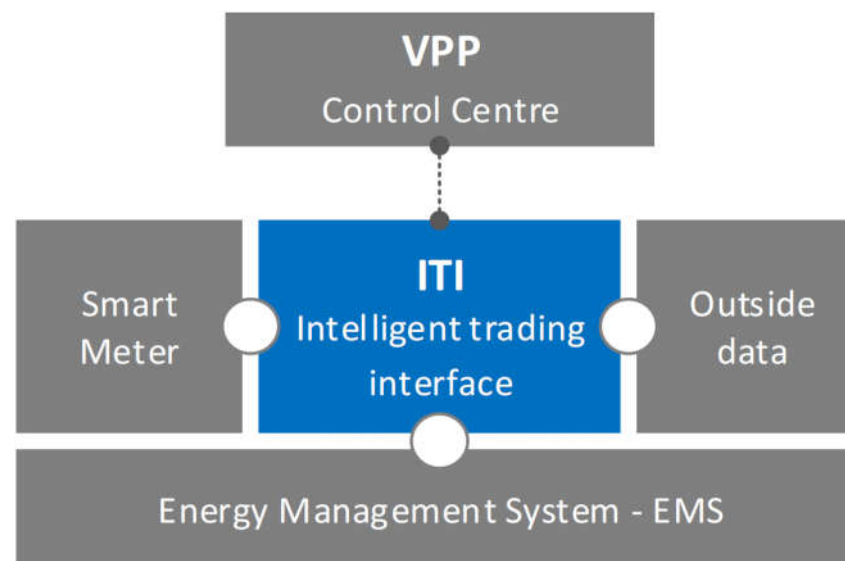 VPP
Control Centre
Smart
Meter
ITI
Intelligent trading
interface
Outside
data
Energy Management System - EMS